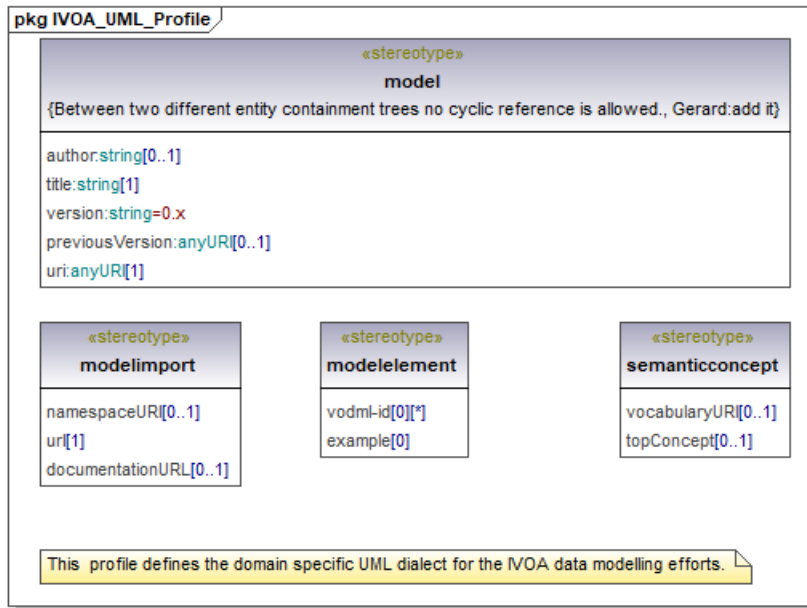 pkg IVOA_UML_Profile
«stereotype»
model
{Between two different entity containment trees no cyclic reference is allowed., Gerard:add it}
author:string[0..1]
title:string[1]
version:string=0.x
previousVersion:anyURI[0..1]
uri:anyURI[1]
«stereotype»
modelimport
namespaceURI[0..1]
url[1]
documentationURL[0..1]
«stereotype»
modelelement
vodml-id[0][*]
example[0]
«stereotype»
semanticconcept
vocabularyURI[0..1]
topConcept[0..1]
This profile defines the domain specific UML dialect for the IVOA data modelling efforts.